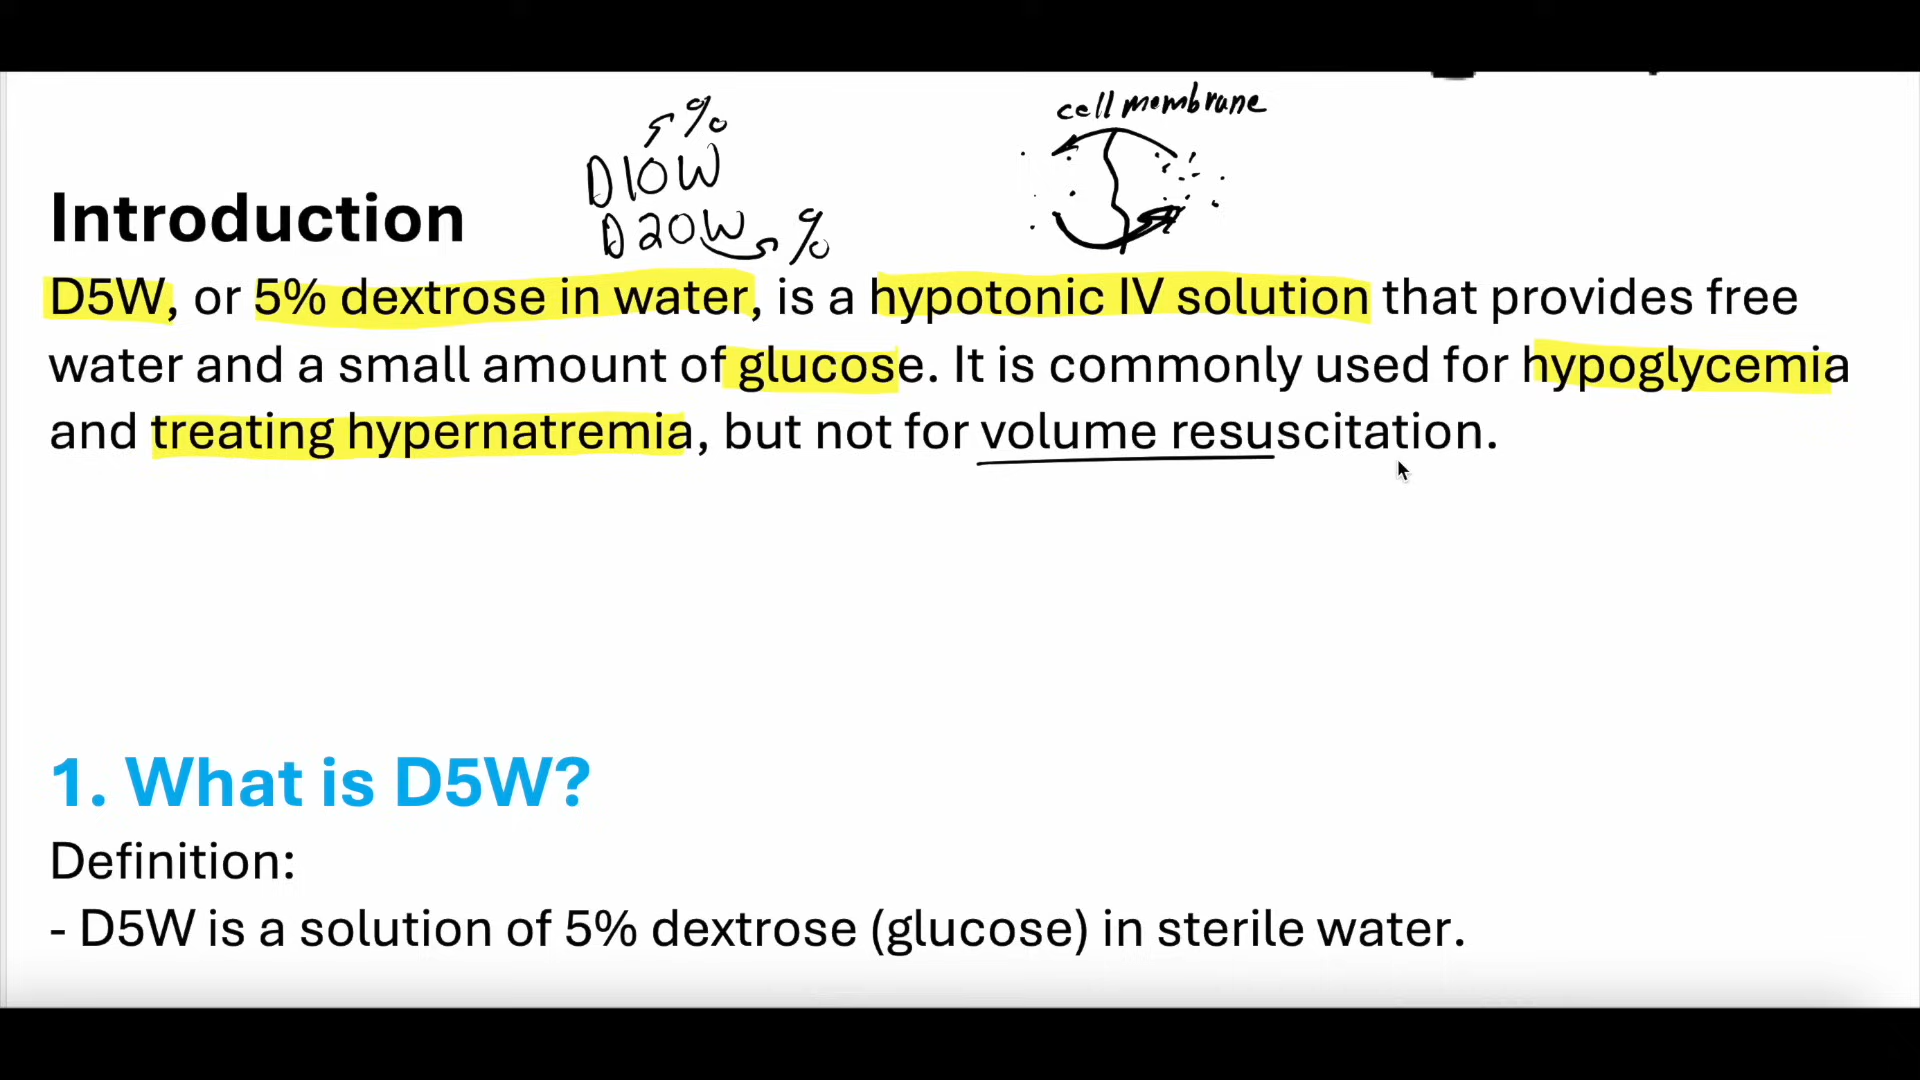 cell membrane
%
D10W
D20W %
Introduction
D5W, or 5% dextrose in water, is a hypotonic IV solution that provides free
water and a small amount of glucose. It is commonly used for hypoglycemia
and treating hypernatremia, but not for volume resuscitation.
1. What is D5W?
Definition:
- D5W is a solution of 5% dextrose (glucose) in sterile water.